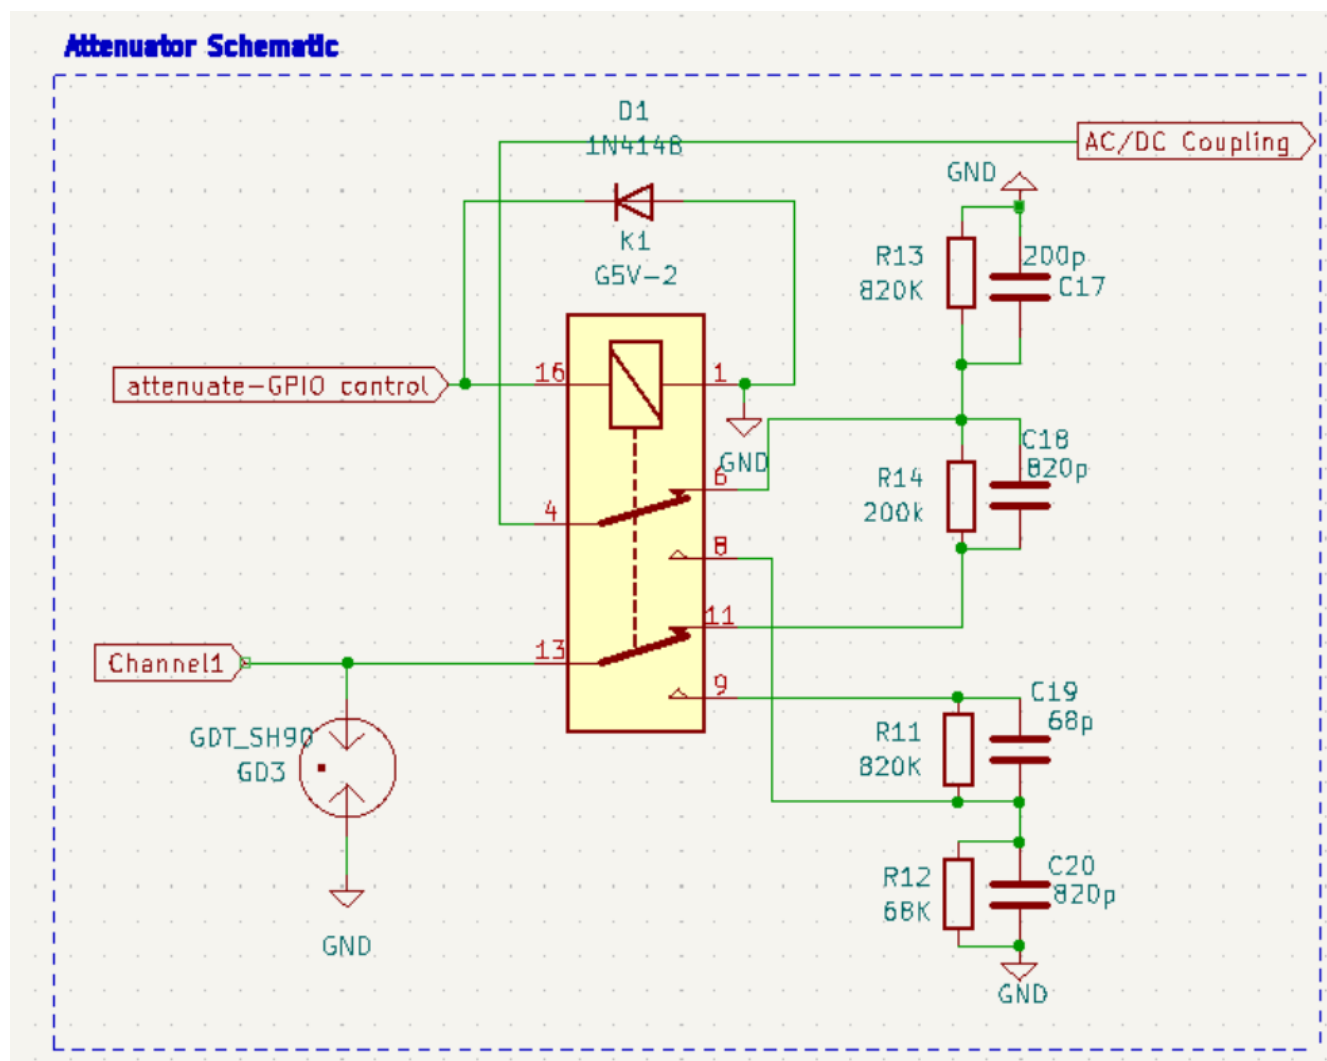 Attenuator Schematic
D1
1N4148
AC/DC Coupling
GND
K1
G5V-2
R13
820K
200p
C17
attenuate-GPIO control
16
1
GND
6
C18
820p
R14
200k
4
8
11
Channel1
13
9
C19
68p
R11
820K
GDT_SH90
GD3
R12
68K
C20
820p
GND
GND